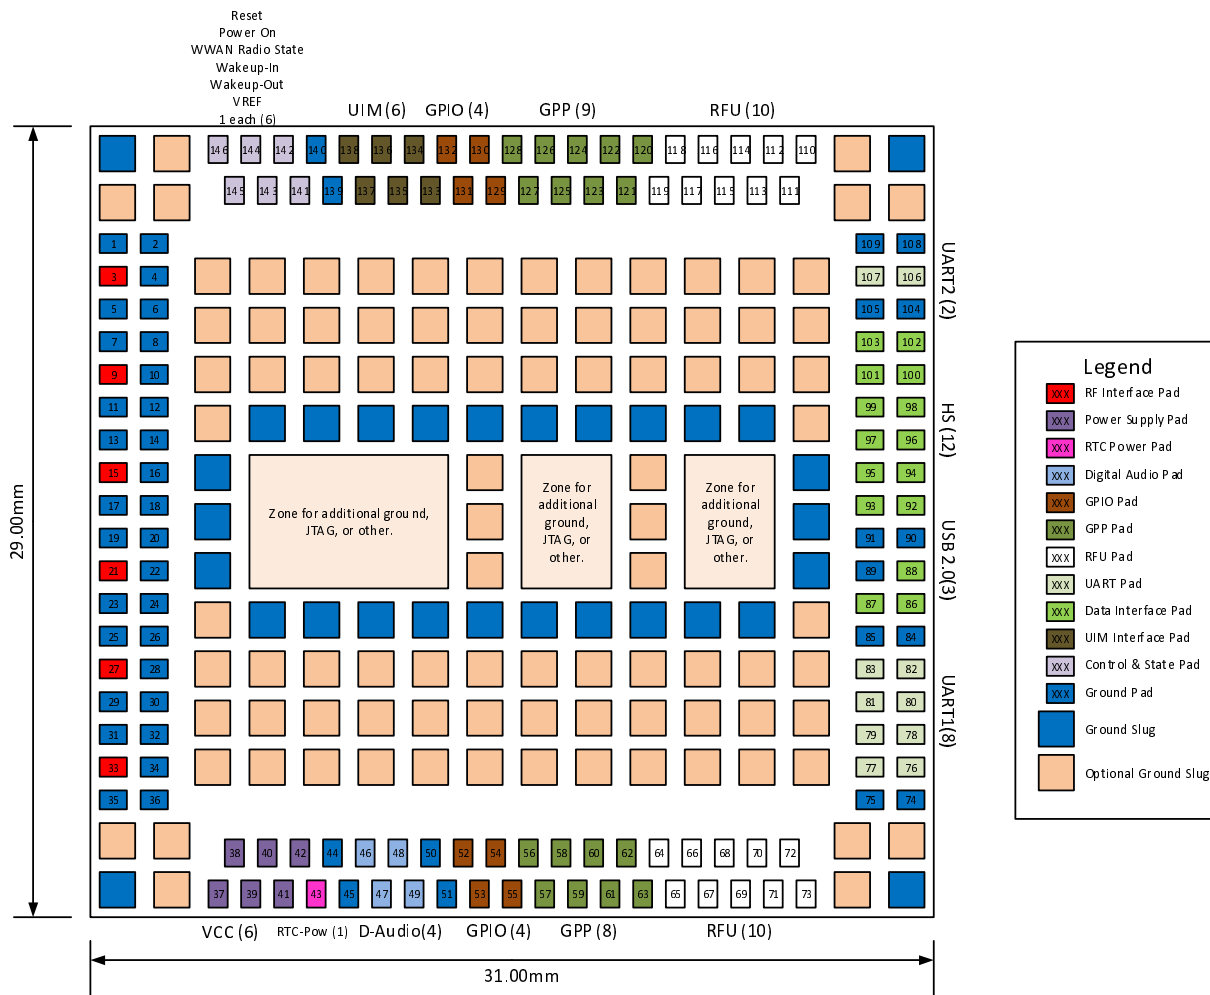 Reset
Power On
WWAN Radio State
Wakeup-In
Wakeup-Out
VREF
1 each (6)
UIM (6) GPIO (4) GPP (9) RFU (10)
146 144 142 140 138 136 134 132 130 128 126 124 122 120 118 116 114 112 110
145 143 141 139 137 135 133 131 129 127 125 123 121 119 117 115 113 111
1 2 109 108
3 4 107 106
5 6 105 104
7 8 103 102
9 10 101 100
11 12 99 98
13 14 97 96
15 16 95 94
17 18 93 92
19 20 91 90
21 22 89 88
23 24 87 86
25 26 85 84
27 28 83 82
29 30 81 80
31 32 79 78
33 34 77 76
35 36 75 74
UART2 (2)
HS (12)
USB 2.0(3)
UART1(8)
Zone for additional ground,
JTAG, or other.
Zone for
additional
ground,
JTAG, or
other.
Zone for
additional
ground,
JTAG, or
other.
38 40 42 44 46 48 50 52 54 56 58 60 62 64 66 68 70 72
37 39 41 43 45 47 49 51 53 55 57 59 61 63 65 67 69 71 73
VCC (6) RTC-Pow (1) D-Audio(4) GPIO (4) GPP (8) RFU (10)
29.00mm
31.00mm
Legend
XXX RF Interface Pad
XXX Power Supply Pad
XXX RTC Power Pad
XXX Digital Audio Pad
XXX GPIO Pad
XXX GPP Pad
XXX RFU Pad
XXX UART Pad
XXX Data Interface Pad
XXX UIM Interface Pad
XXX Control & State Pad
XXX Ground Pad
Ground Slug
Optional Ground Slug